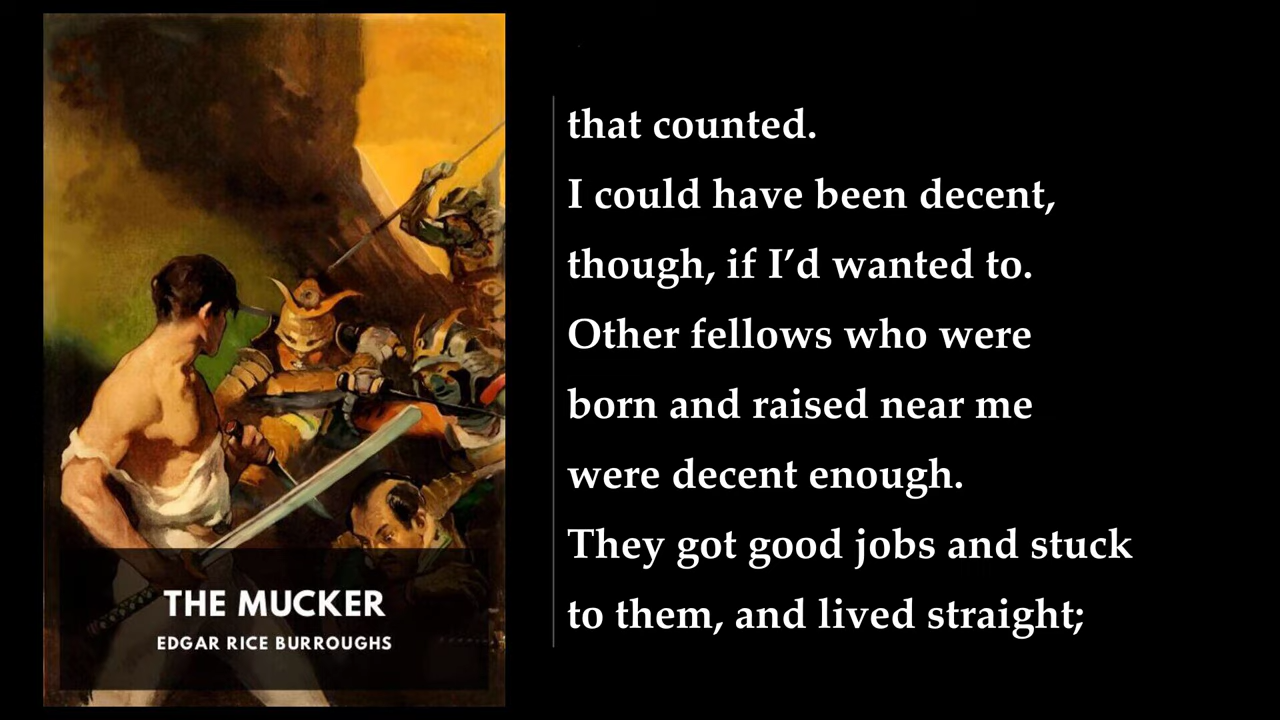 THE MUCKER
EDGAR RICE BURROUGHS
that counted.
I could have been decent,
though, if I’d wanted to.
Other fellows who were
born and raised near me
were decent enough.
They got good jobs and stuck
to them, and lived straight;